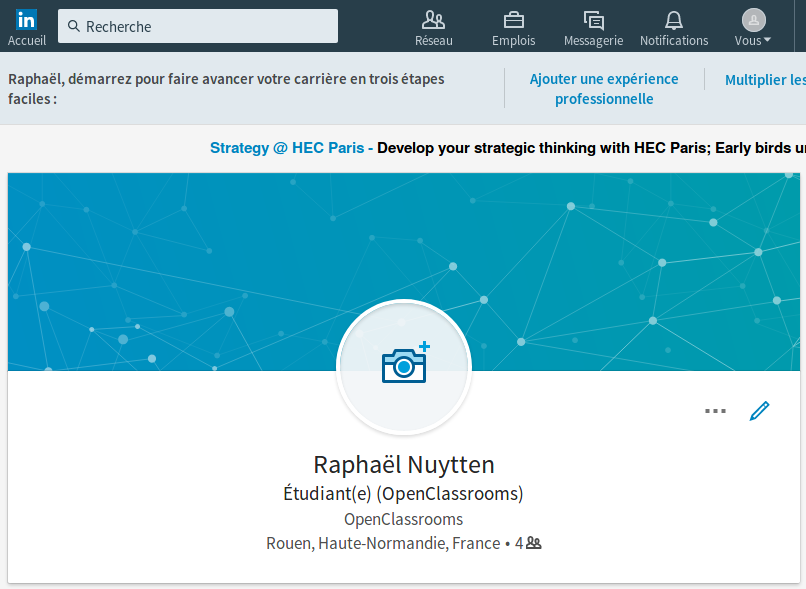 in
Recherche
Accueil
Réseau
Emplois
Messagerie
Notifications
Vous
Raphaël, démarrez pour faire avancer votre carrière en trois étapes
faciles :
Ajouter une expérience
professionnelle
Multiplier les
Strategy @ HEC Paris - Develop your strategic thinking with HEC Paris; Early birds
Raphaël Nuytten
Étudiant(e) (OpenClassrooms)
OpenClassrooms
Rouen, Haute-Normandie, France • 4